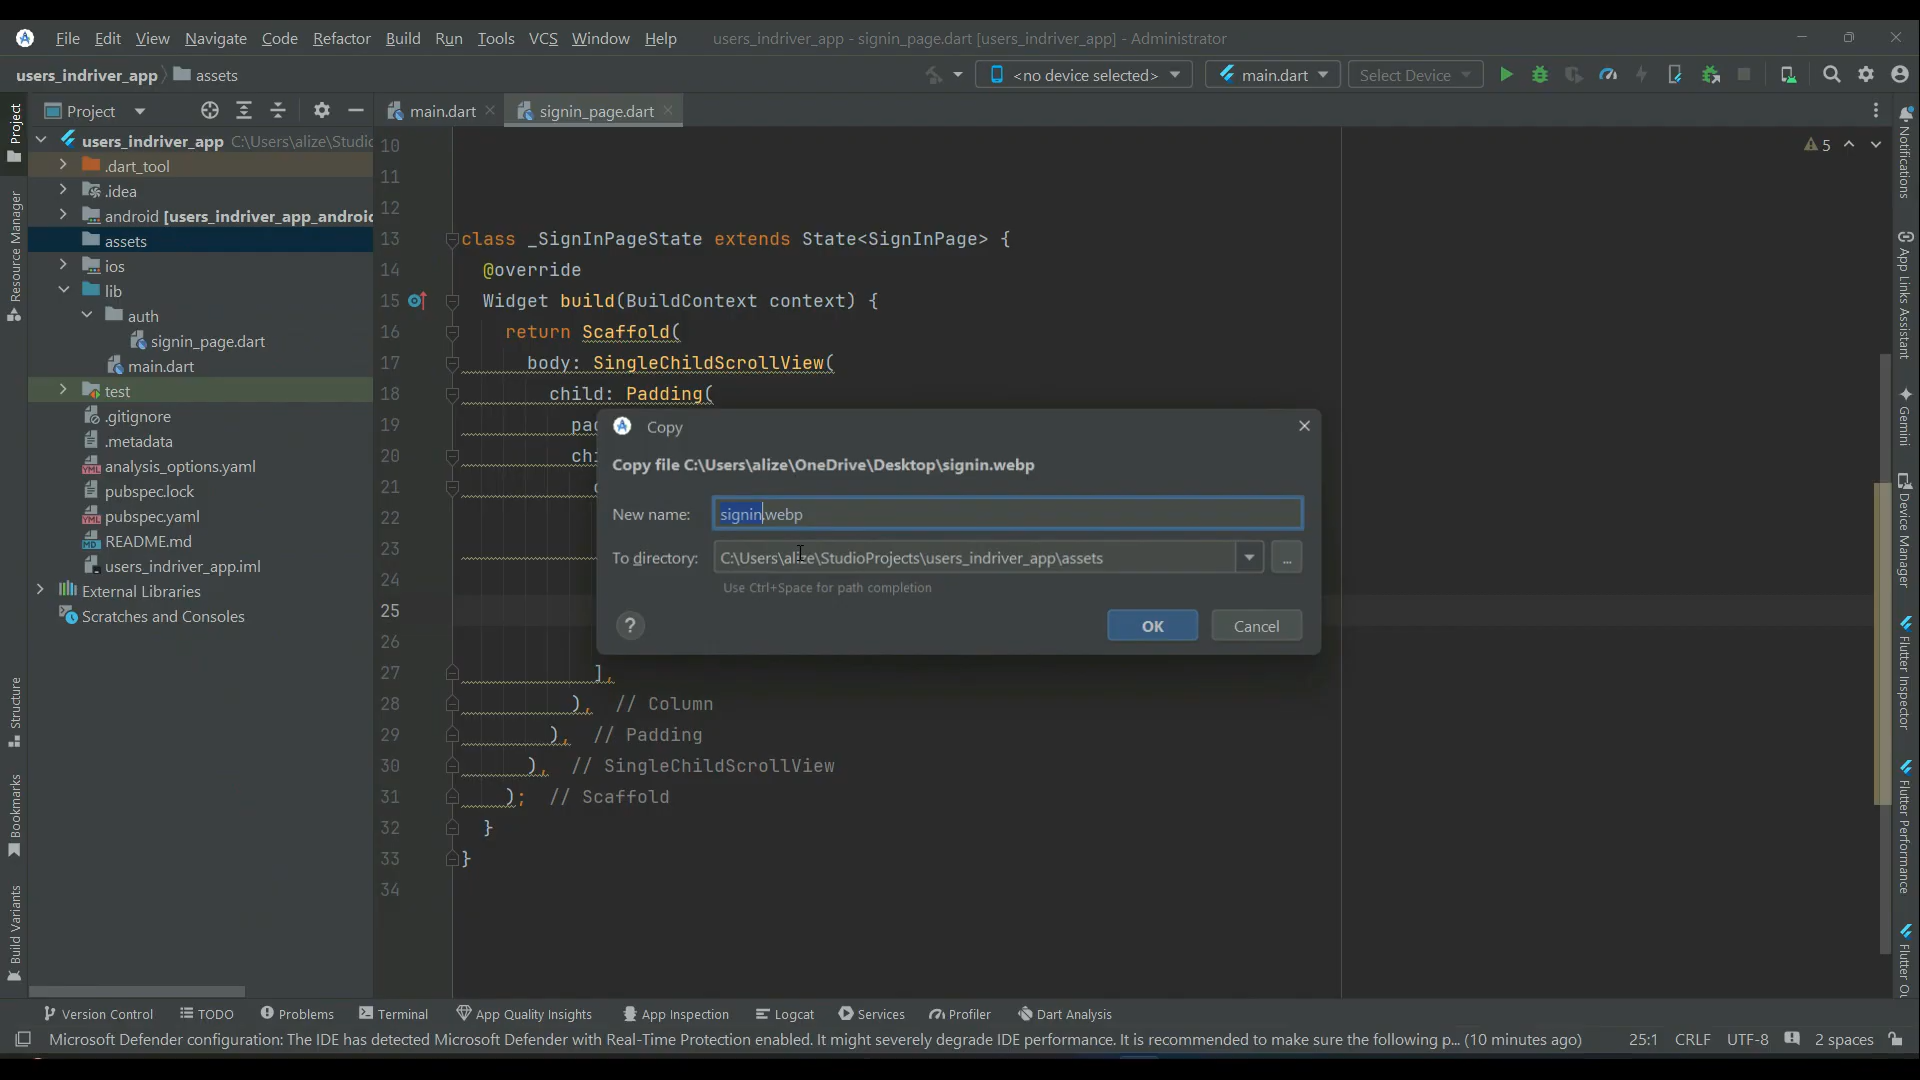 File Edit View Navigate Code Refactor Build Run Tools VCS Window Help users_indriver_app - signin_page.dart [users_indriver_app] - Administrator
users_indriver_app assets <no device selected> main.dart Select Device
Project main.dart signin_page.dart
Project
Resource Manager
Structure
Bookmarks
Build Variants
users_indriver_app C:\Users\alize\Studio
.dart_tool
.idea
android [users_indriver_app_android
assets
ios
lib
auth
signin_page.dart
main.dart
test
.gitignore
.metadata
analysis_options.yaml
pubspec.lock
pubspec.yaml
README.md
users_indriver_app.iml
External Libraries
Scratches and Consoles
5
10
11
12
13 class _SignInPageState extends State<SignInPage> {
14 @override
15 Widget build(BuildContext context) {
16 return Scaffold(
17 body: SingleChildScrollView(
18 child: Padding(
19 pad
20 chi
21 c
22
23
24
25
26
27 ],
28 ), // Column
29 ), // Padding
30 ), // SingleChildScrollView
31 ); // Scaffold
32 }
33 }
34
Copy
Copy file C:\Users\alize\OneDrive\Desktop\signin.webp
New name: signin.webp
To directory: C:\Users\alize\StudioProjects\users_indriver_app\assets
...
Use Ctrl+Space for path completion
? OK Cancel
Notifications
App Links Assistant
Gemini
Device Manager
Flutter Inspector
Flutter Performance
Flutter Ou
Version Control TODO Problems Terminal App Quality Insights App Inspection Logcat Services Profiler Dart Analysis
Microsoft Defender configuration: The IDE has detected Microsoft Defender with Real-Time Protection enabled. It might severely degrade IDE performance. It is recommended to make sure the following p... (10 minutes ago) 25:1 CRLF UTF-8 2 spaces